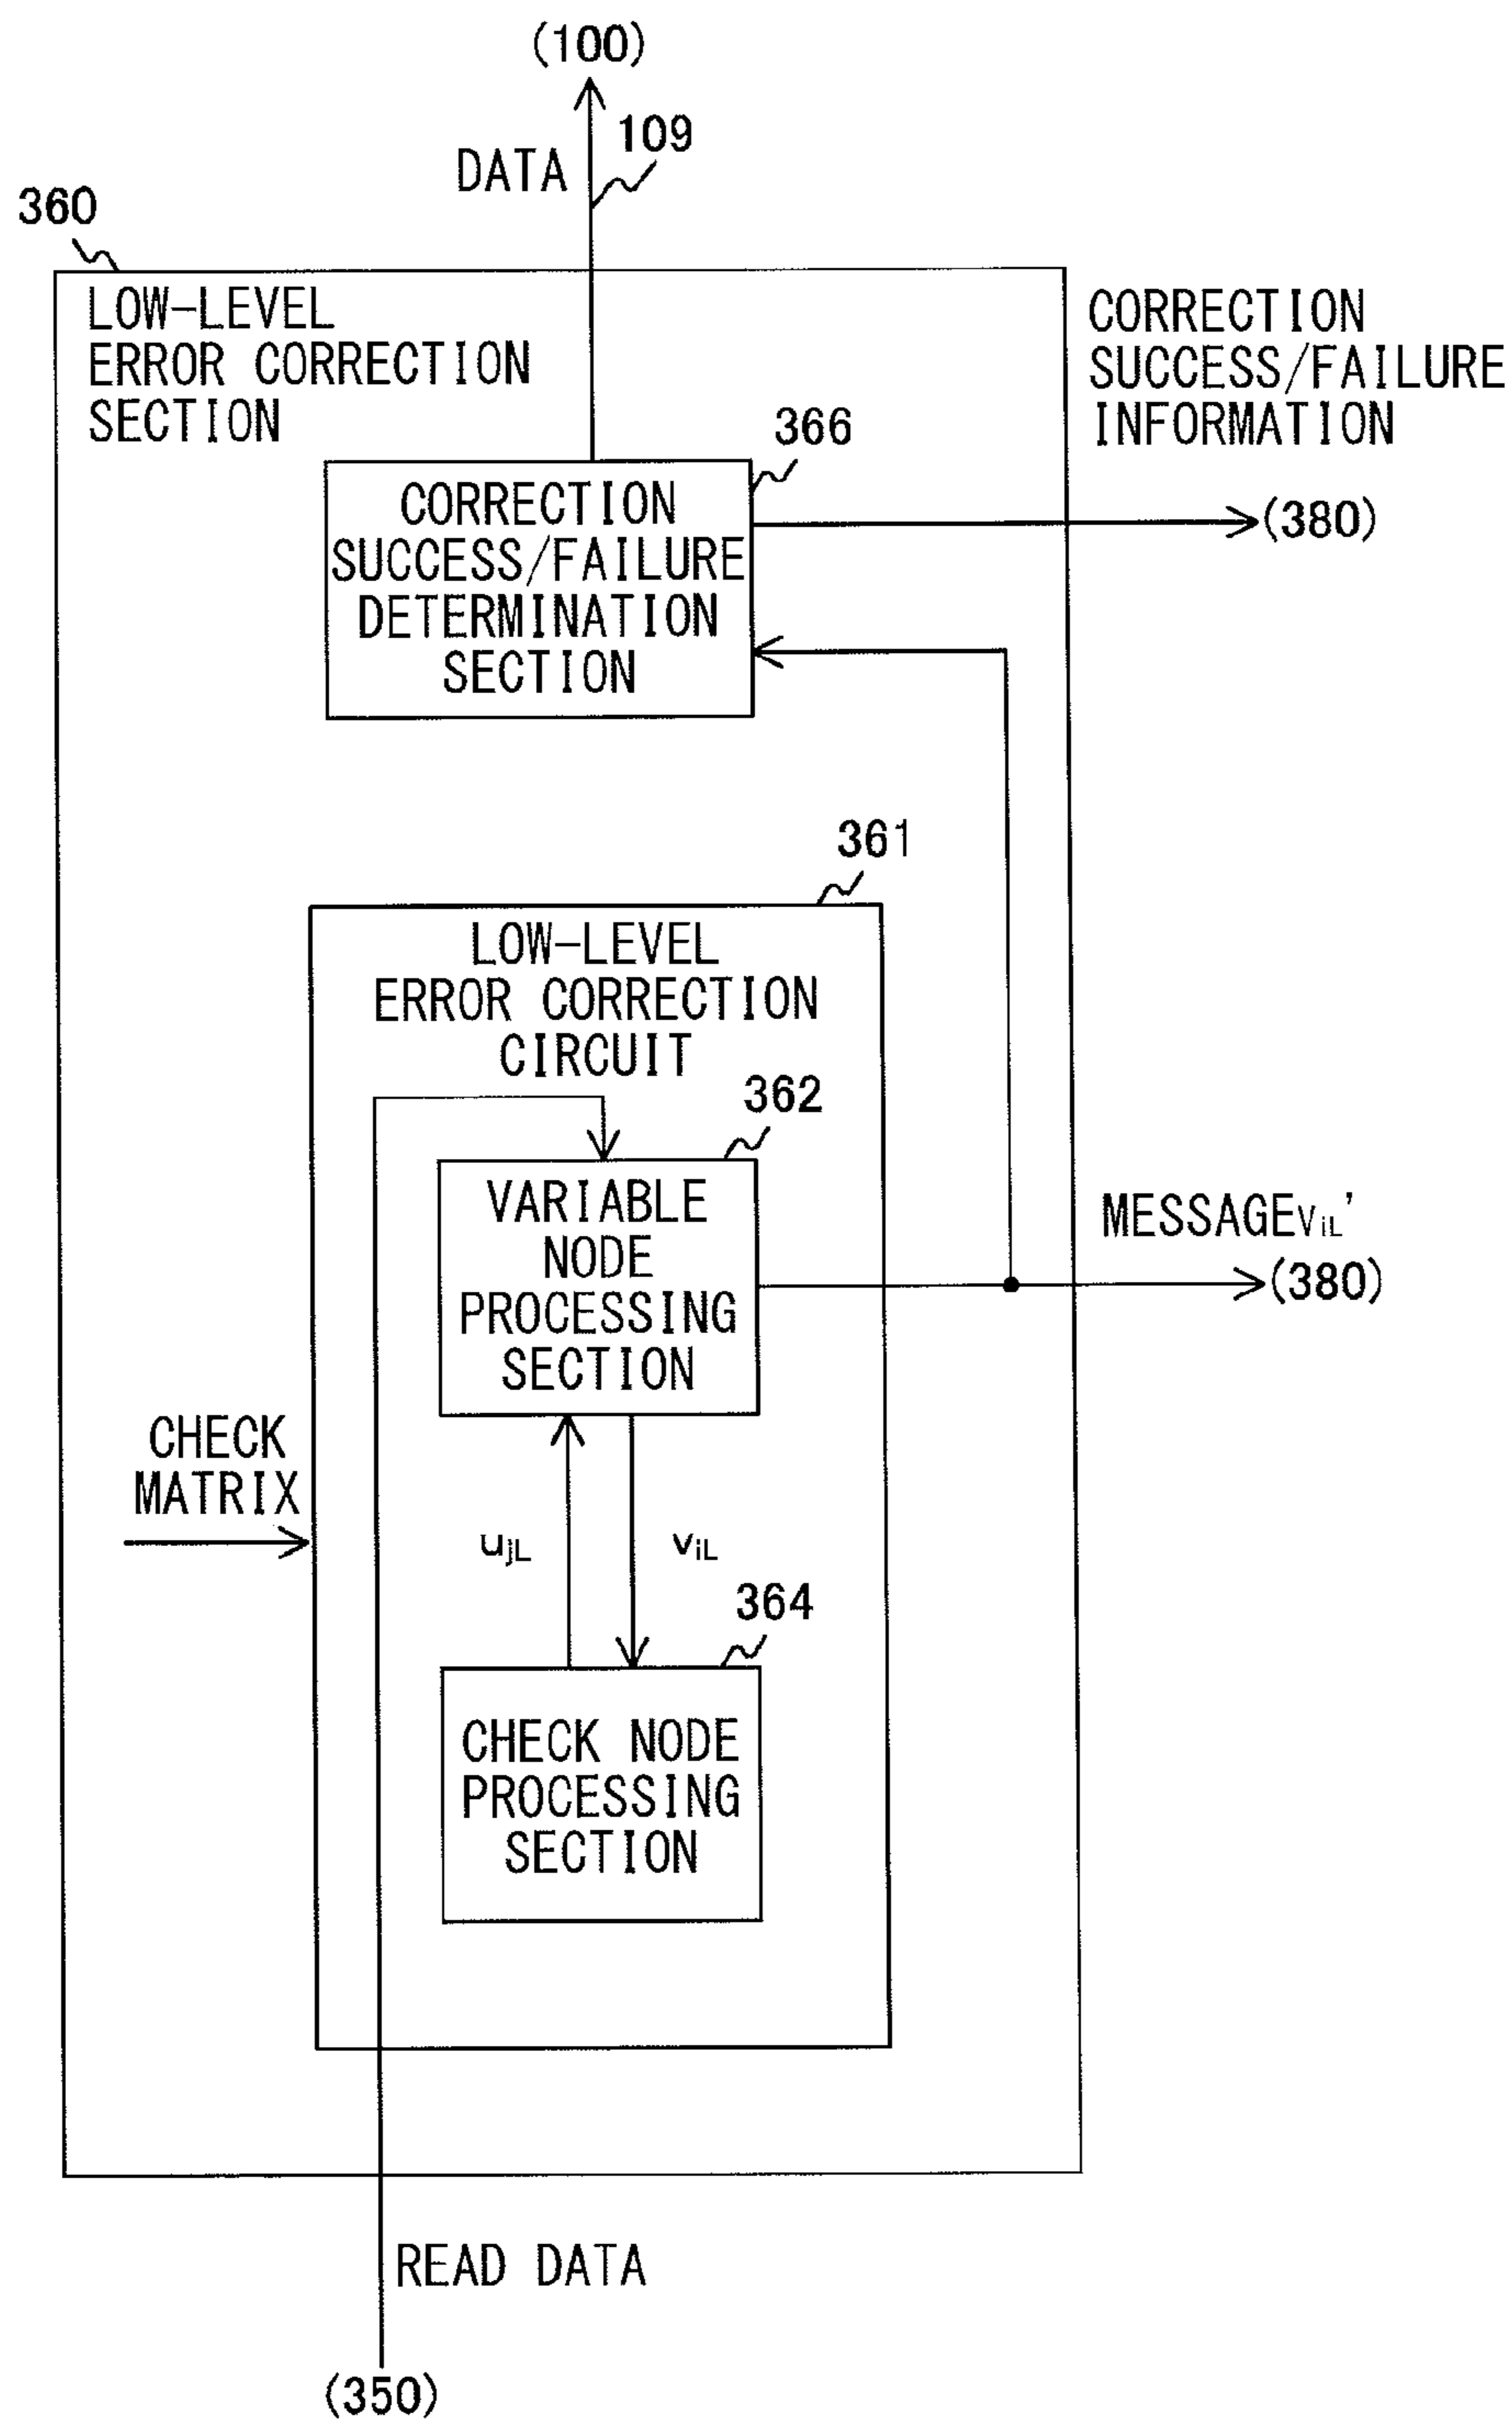 (100)
109
DATA
360
LOW-LEVEL
ERROR CORRECTION
SECTION
CORRECTION
SUCCESS/FAILURE
INFORMATION
366
CORRECTION
SUCCESS/FAILURE
DETERMINATION
SECTION
(380)
361
LOW-LEVEL
ERROR CORRECTION
CIRCUIT
362
VARIABLE
NODE
PROCESSING
SECTION
MESSAGE viL'
(380)
CHECK
MATRIX
ujL
viL
364
CHECK NODE
PROCESSING
SECTION
READ DATA
(350)